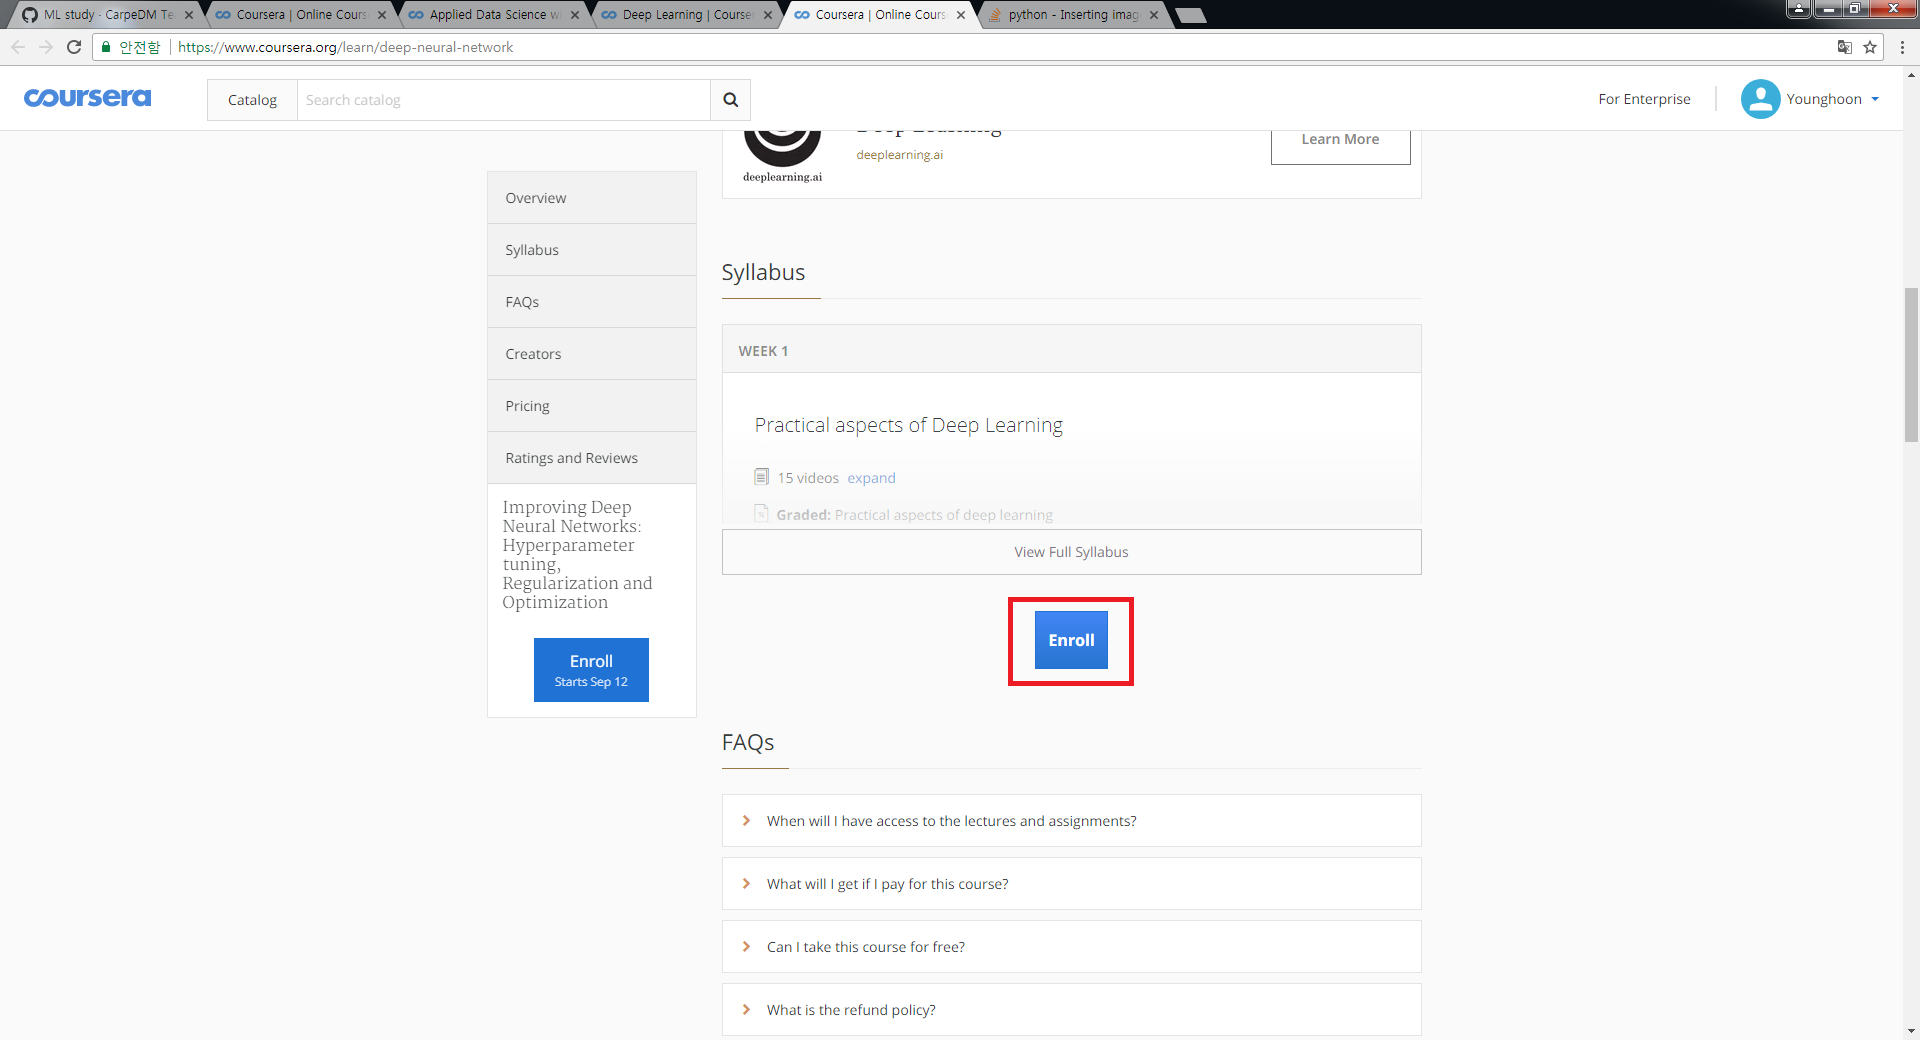 ML study - CarpeDM Te
Coursera | Online Cours
Applied Data Science wi
Deep Learning | Courser
Coursera | Online Cours
python - Inserting imag
안전함
https://www.coursera.org/learn/deep-neural-network
coursera
Catalog
Search catalog
For Enterprise
Younghoon
Deep Learning
deeplearning.ai
deeplearning.ai
Learn More
Overview
Syllabus
FAQs
Creators
Pricing
Ratings and Reviews
Improving Deep
Neural Networks:
Hyperparameter
tuning,
Regularization and
Optimization
Enroll
Starts Sep 12
Syllabus
WEEK 1
Practical aspects of Deep Learning
15 videos expand
Graded: Practical aspects of deep learning
View Full Syllabus
Enroll
FAQs
When will I have access to the lectures and assignments?
What will I get if I pay for this course?
Can I take this course for free?
What is the refund policy?